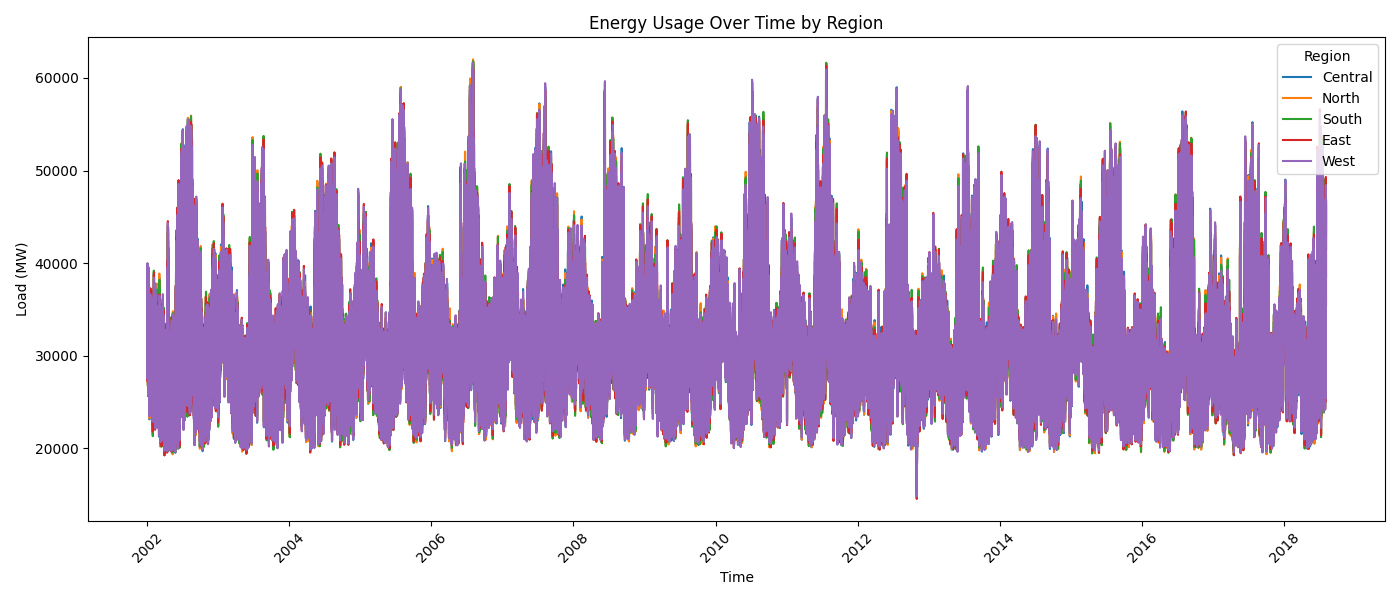 Energy Usage Over Time by Region
Load (MW)
60000
50000
40000
30000
20000
2002
2004
2006
2008
2010
2012
2014
2016
2018
Time
Region
Central
North
South
East
West